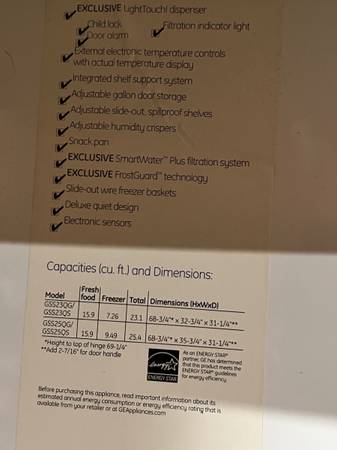 EXCLUSIVE LightTouch! dispenser
Child lock Filtration indicator light
Door alarm
External electronic temperature controls
with actual temperature display
Integrated shelf support system
Adjustable gallon door storage
Adjustable slide-out, spillproof shelves
Adjustable humidity crispers
Snack pan
EXCLUSIVE SmartWater™ Plus filtration system
EXCLUSIVE FrostGuard™ technology
Slide-out wire freezer baskets
Deluxe quiet design
Electronic sensors
Capacities (cu. ft.) and Dimensions:
Model Fresh food Freezer Total Dimensions (HxWxD)
GSS23QG/
GSS23QS 15.9 7.26 23.1 68-3/4"* x 32-3/4" x 31-1/4"**
GSS25QG/
GSS25QS 15.9 9.49 25.4 68-3/4"* x 35-3/4" x 31-1/4"**
*Height to top of hinge 69-1/4"
**Add 2-7/16" for door handle
energy
ENERGY STAR
As an ENERGY STAR®
partner, GE has determined
that this product meets the
ENERGY STAR® guidelines
for energy efficiency.
Before purchasing this appliance, read important information about its
estimated annual energy consumption or energy efficiency rating that is
available from your retailer or at GEAppliances.com